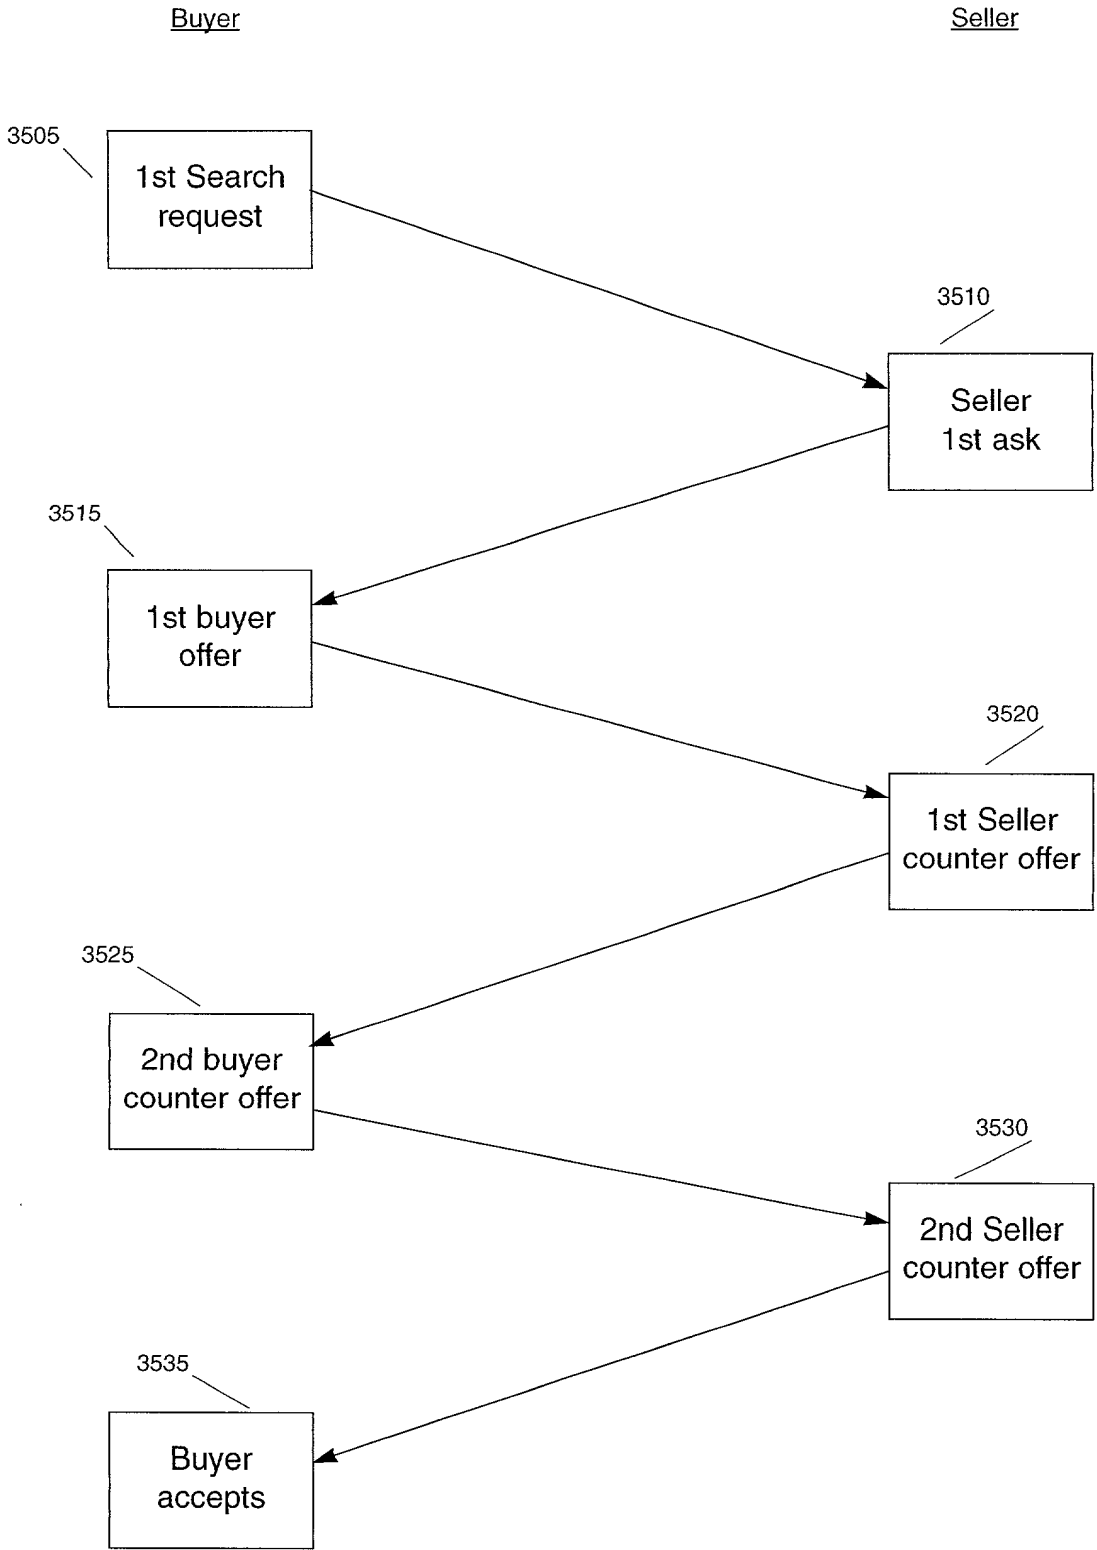 Buyer
Seller
3505
1st Search
request
3510
Seller
1st ask
3515
1st buyer
offer
3520
1st Seller
counter offer
3525
2nd buyer
counter offer
3530
2nd Seller
counter offer
3535
Buyer
accepts